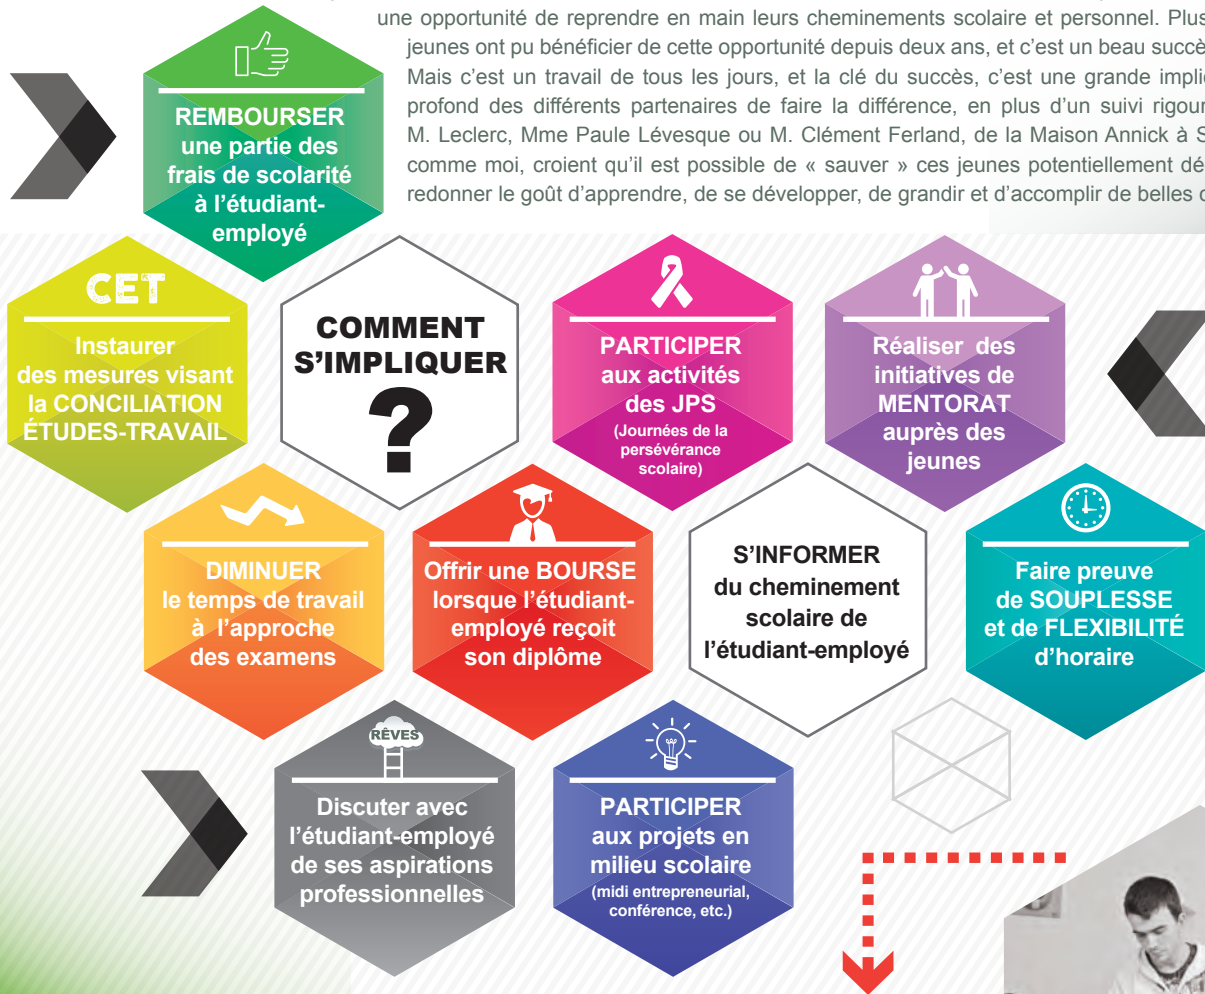 une opportunité de reprendre en main leurs cheminements scolaire et personnel. Plus
jeunes ont pu bénéficier de cette opportunité depuis deux ans, et c’est un beau succè
Mais c’est un travail de tous les jours, et la clé du succès, c’est une grande implic
profond des différents partenaires de faire la différence, en plus d’un suivi rigour
M. Leclerc, Mme Paule Lévesque ou M. Clément Ferland, de la Maison Annick à S
comme moi, croient qu’il est possible de « sauver » ces jeunes potentiellement dé
redonner le goût d’apprendre, de se développer, de grandir et d’accomplir de belles
REMBOURSER
une partie des
frais de scolarité
à l’étudiant-
employé
CET
Instaurer
des mesures visant
la CONCILIATION
ÉTUDES-TRAVAIL
COMMENT
S’IMPLIQUER
?
PARTICIPER
aux activités
des JPS
(Journées de la
persévérance
scolaire)
Réaliser des
initiatives de
MENTORAT
auprès des
jeunes
DIMINUER
le temps de travail
à l’approche
des examens
Offrir une BOURSE
lorsque l’étudiant-
employé reçoit
son diplôme
S’INFORMER
du cheminement
scolaire de
l’étudiant-employé
Faire preuve
de SOUPLESSE
et de FLEXIBILITÉ
d’horaire
RÊVES
Discuter avec
l’étudiant-employé
de ses aspirations
professionnelles
PARTICIPER
aux projets en
milieu scolaire
(midi entrepreneurial,
conférence, etc.)